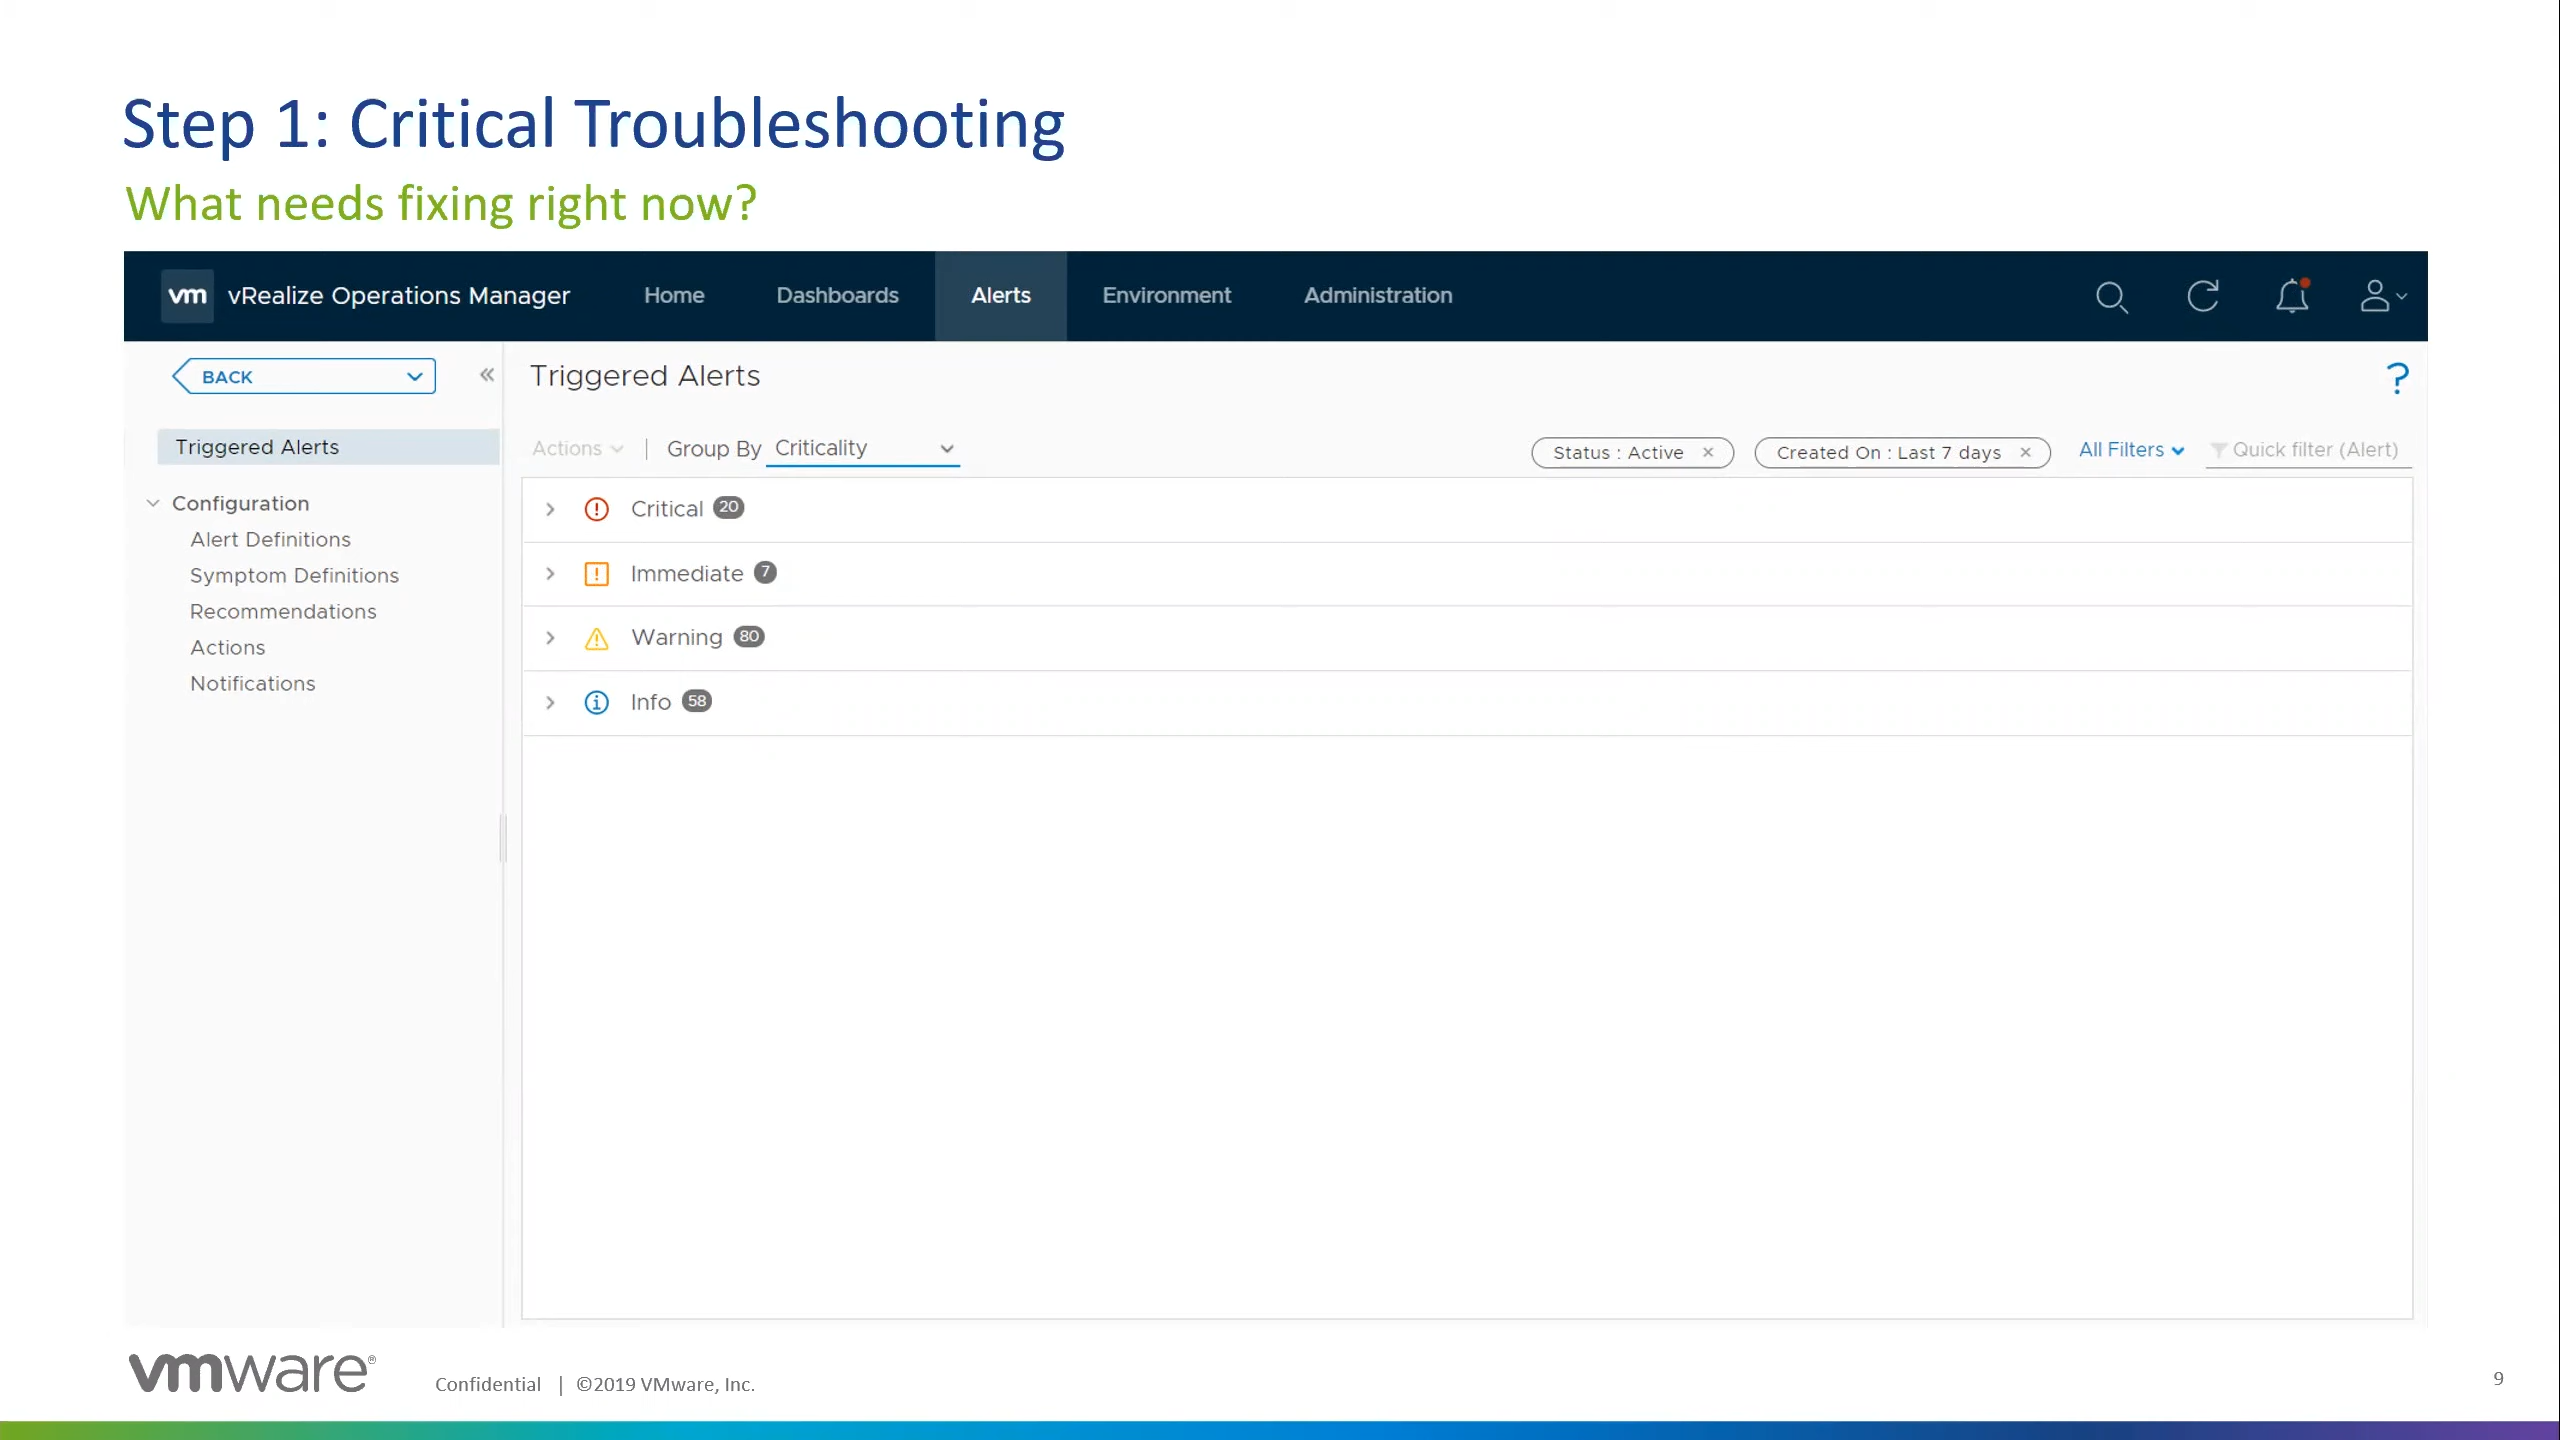 Step 1: Critical Troubleshooting
What needs fixing right now?
vm vRealize Operations Manager Home Dashboards Alerts Environment Administration
BACK
Triggered Alerts
Configuration
Alert Definitions
Symptom Definitions
Recommendations
Actions
Notifications
Triggered Alerts
?
Actions | Group By Criticality Status : Active × Created On : Last 7 days × All Filters Quick filter (Alert)
Critical 20
Immediate 7
Warning 80
Info 58
vmware® Confidential | ©2019 VMware, Inc. 9